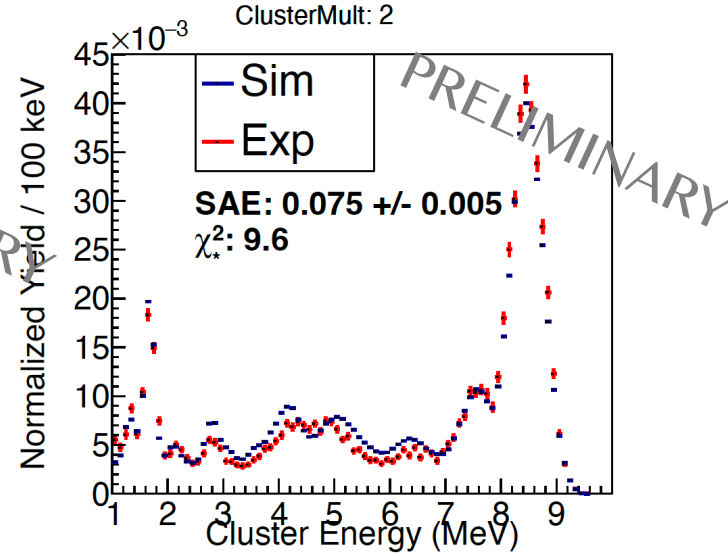 ClusterMult: 2
×10⁻³
Normalized Yield / 100 keV
45
40
35
30
25
20
15
10
5
0
Sim
Exp
SAE: 0.075 +/- 0.005
χ²*: 9.6
PRELIMINARY
RY
1 2 3 4 5 6 7 8 9
Cluster Energy (MeV)